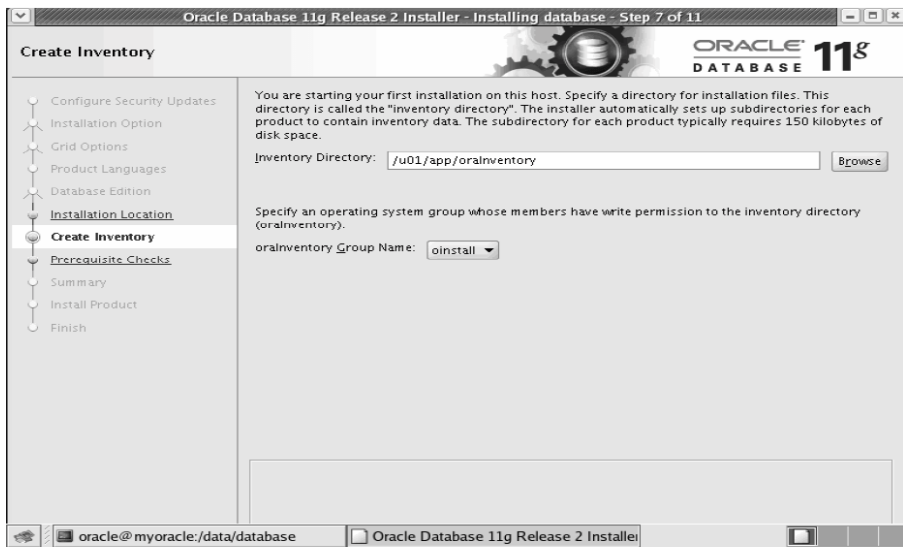 Oracle Database 11g Release 2 Installer - Installing database - Step 7 of 11
Create Inventory
ORACLE
DATABASE
11g
Configure Security Updates
Installation Option
Grid Options
Product Languages
Database Edition
Installation Location
Create Inventory
Prerequisite Checks
Summary
Install Product
Finish
You are starting your first installation on this host. Specify a directory for installation files. This
directory is called the "inventory directory". The installer automatically sets up subdirectories for each
product to contain inventory data. The subdirectory for each product typically requires 150 kilobytes of
disk space.
Inventory Directory: /u01/app/oraInventory Browse
Specify an operating system group whose members have write permission to the inventory directory
(oraInventory).
oraInventory Group Name: oinstall
oracle@myoracle:/data/database
Oracle Database 11g Release 2 Installer